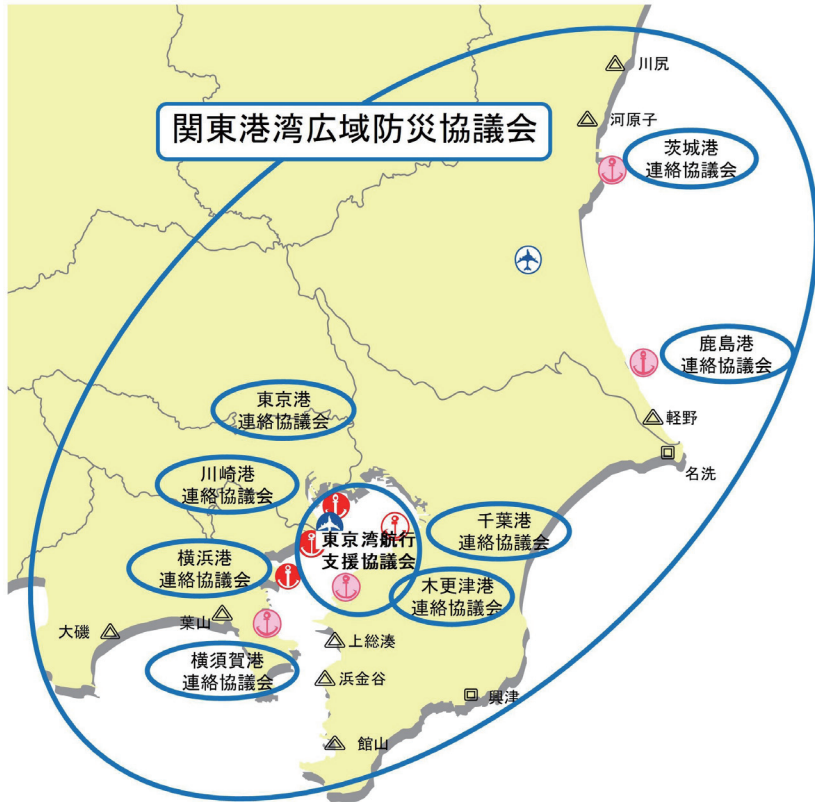 川尻
関東港湾広域防災協議会
河原子
茨城港
連絡協議会
鹿島港
連絡協議会
東京港
連絡協議会
軽野
川崎港
連絡協議会
名洗
千葉港
連絡協議会
東京湾航行
支援協議会
横浜港
連絡協議会
木更津港
連絡協議会
葉山
大磯
上総湊
横須賀港
連絡協議会
浜金谷
興津
館山